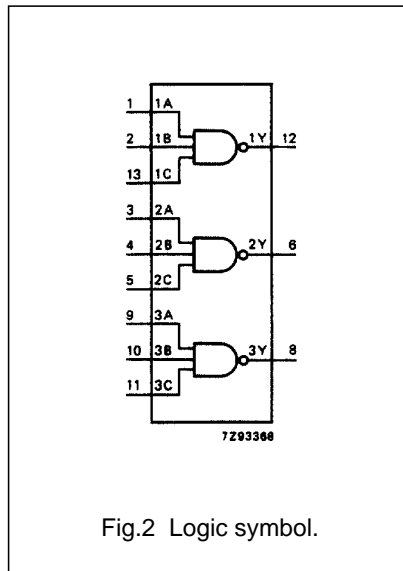 1 1A
2 1B 1Y 12
13 1C
3 2A
4 2B 2Y 6
5 2C
9 3A
10 3B 3Y 8
11 3C
7Z93368
Fig.2 Logic symbol.